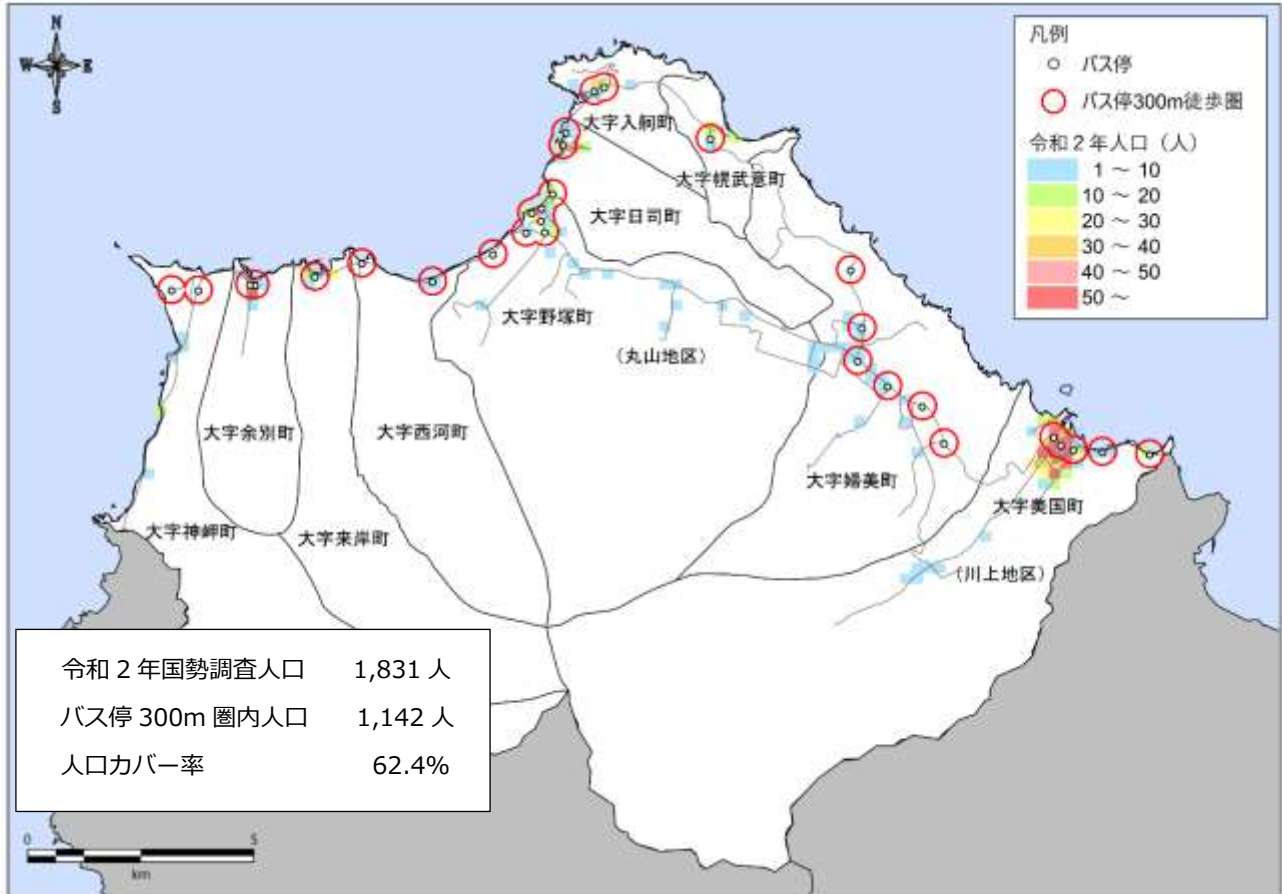 N
W E
S
凡例
バス停
バス停300m徒歩圏
令和2年人口（人）
1 ～ 10
10 ～ 20
20 ～ 30
30 ～ 40
40 ～ 50
50 ～
大字入舸町
大字幌武意町
大字日司町
大字野塚町
（丸山地区）
大字余別町
大字西河町
大字婦美町
大字美国町
大字神岬町
大字来岸町
（川上地区）
令和 2 年国勢調査人口 1,831 人
バス停 300m 圏内人口 1,142 人
人口カバー率 62.4%
0 5
km